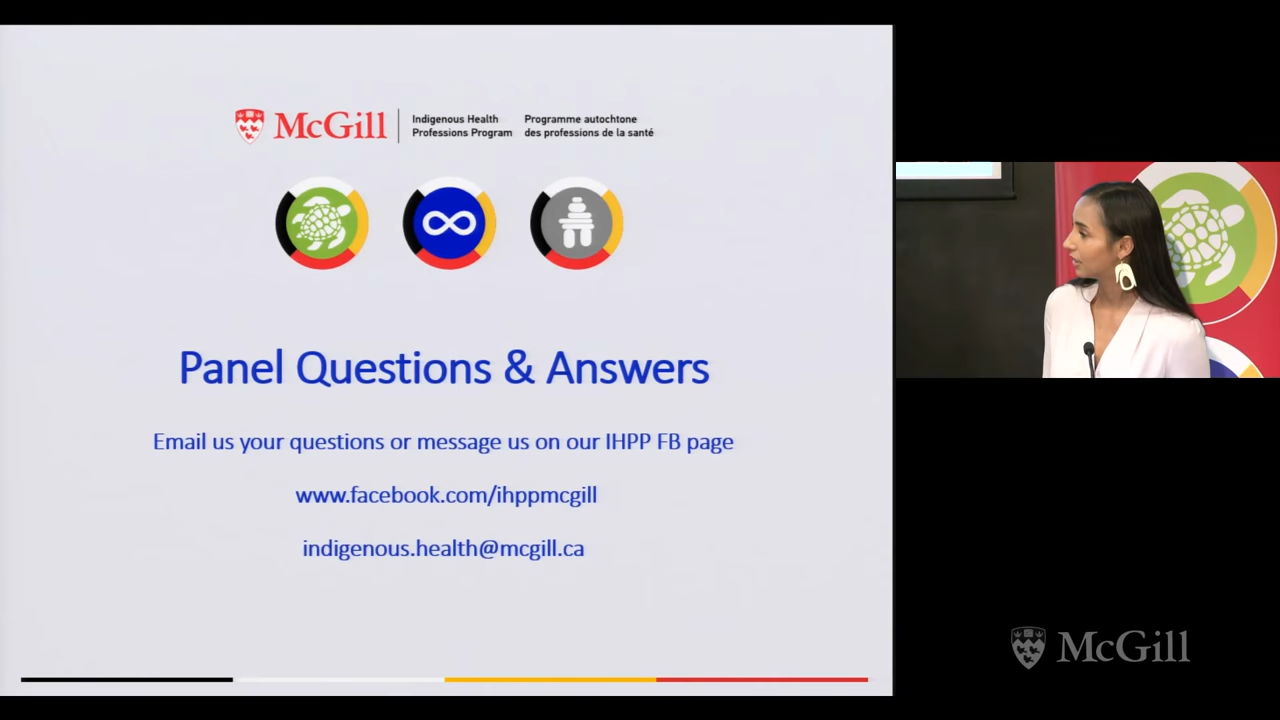 McGill
Indigenous Health
Professions Program
Programme autochtone
des professions de la santé
Panel Questions & Answers
Email us your questions or message us on our IHPP FB page
www.facebook.com/ihppmcgill
indigenous.health@mcgill.ca
McGill